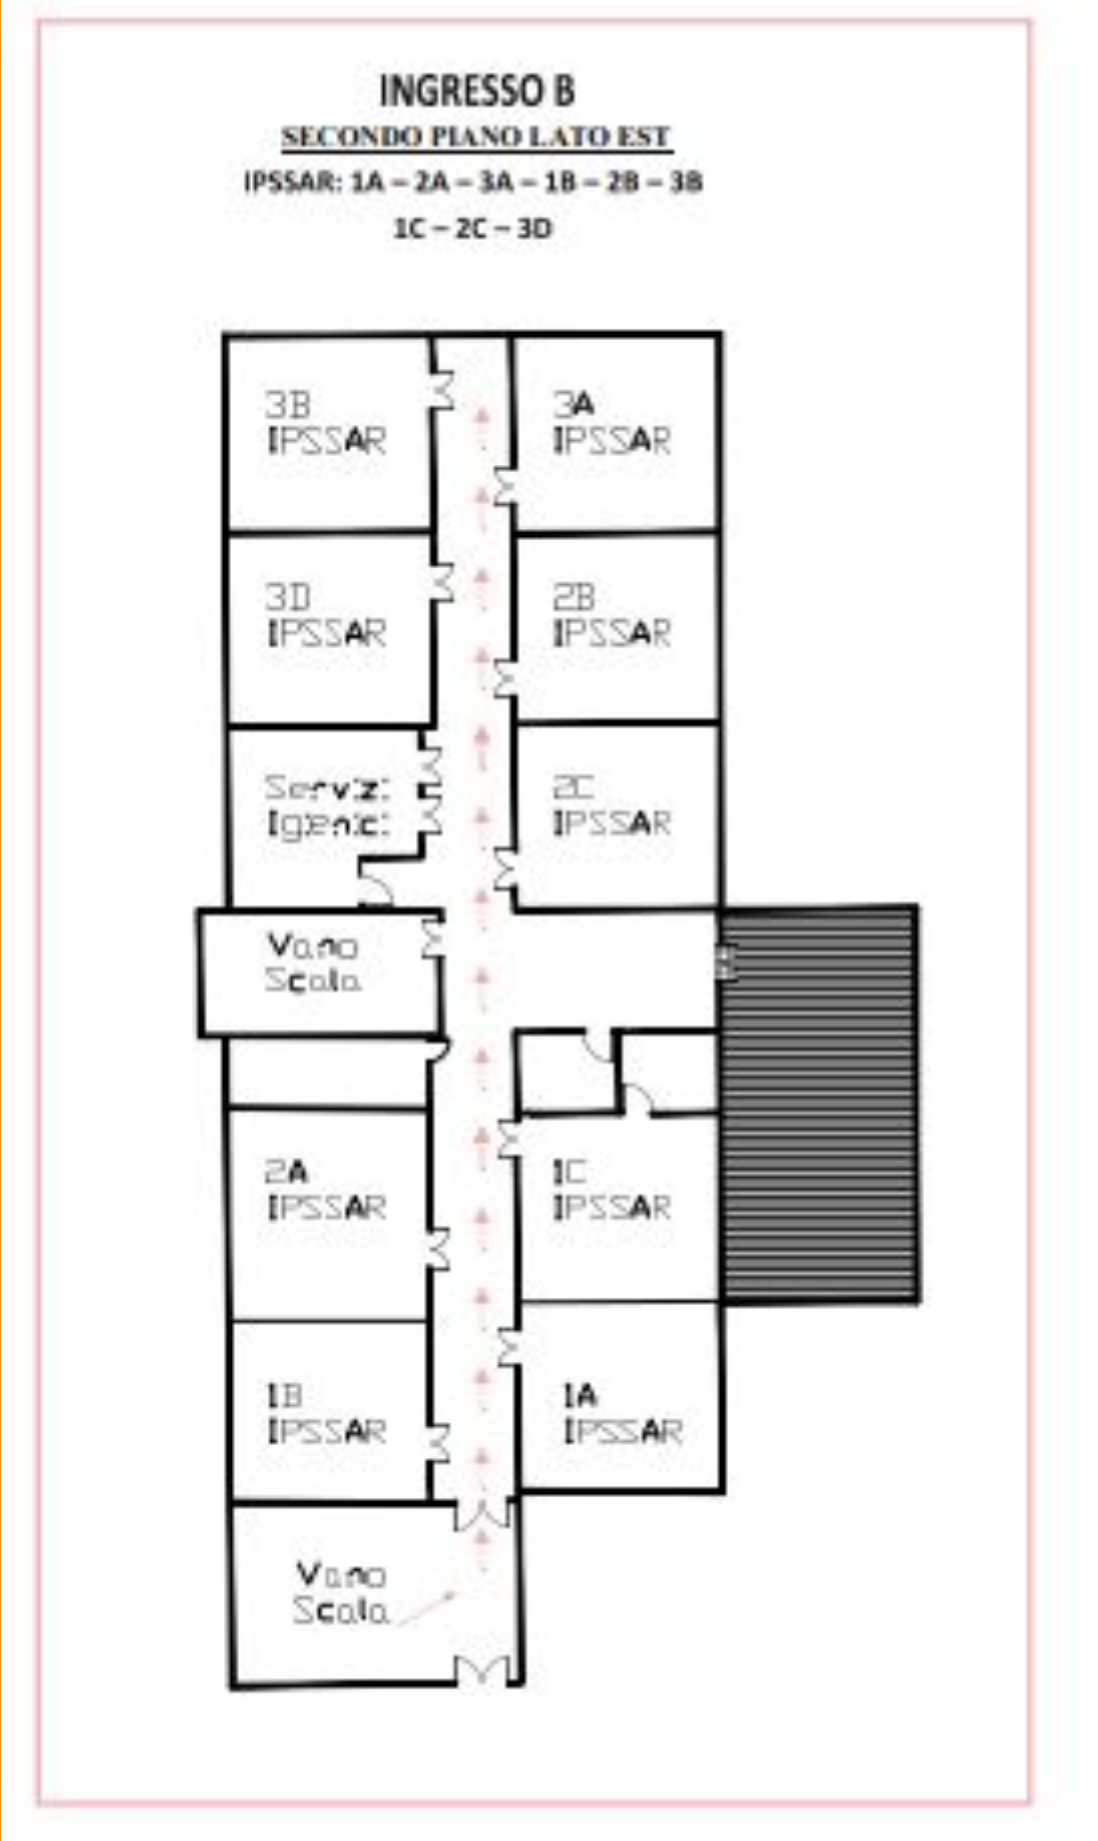 INGRESSO B
SECONDO PIANO LATO EST
IPSSAR: 1A – 2A – 3A – 1B – 2B – 3B
1C – 2C – 3D
3B
IPSSAR
3A
IPSSAR
3D
IPSSAR
2B
IPSSAR
Servizi
Igienici
2C
IPSSAR
Vano
Scala
2A
IPSSAR
1C
IPSSAR
1B
IPSSAR
1A
IPSSAR
Vano
Scala